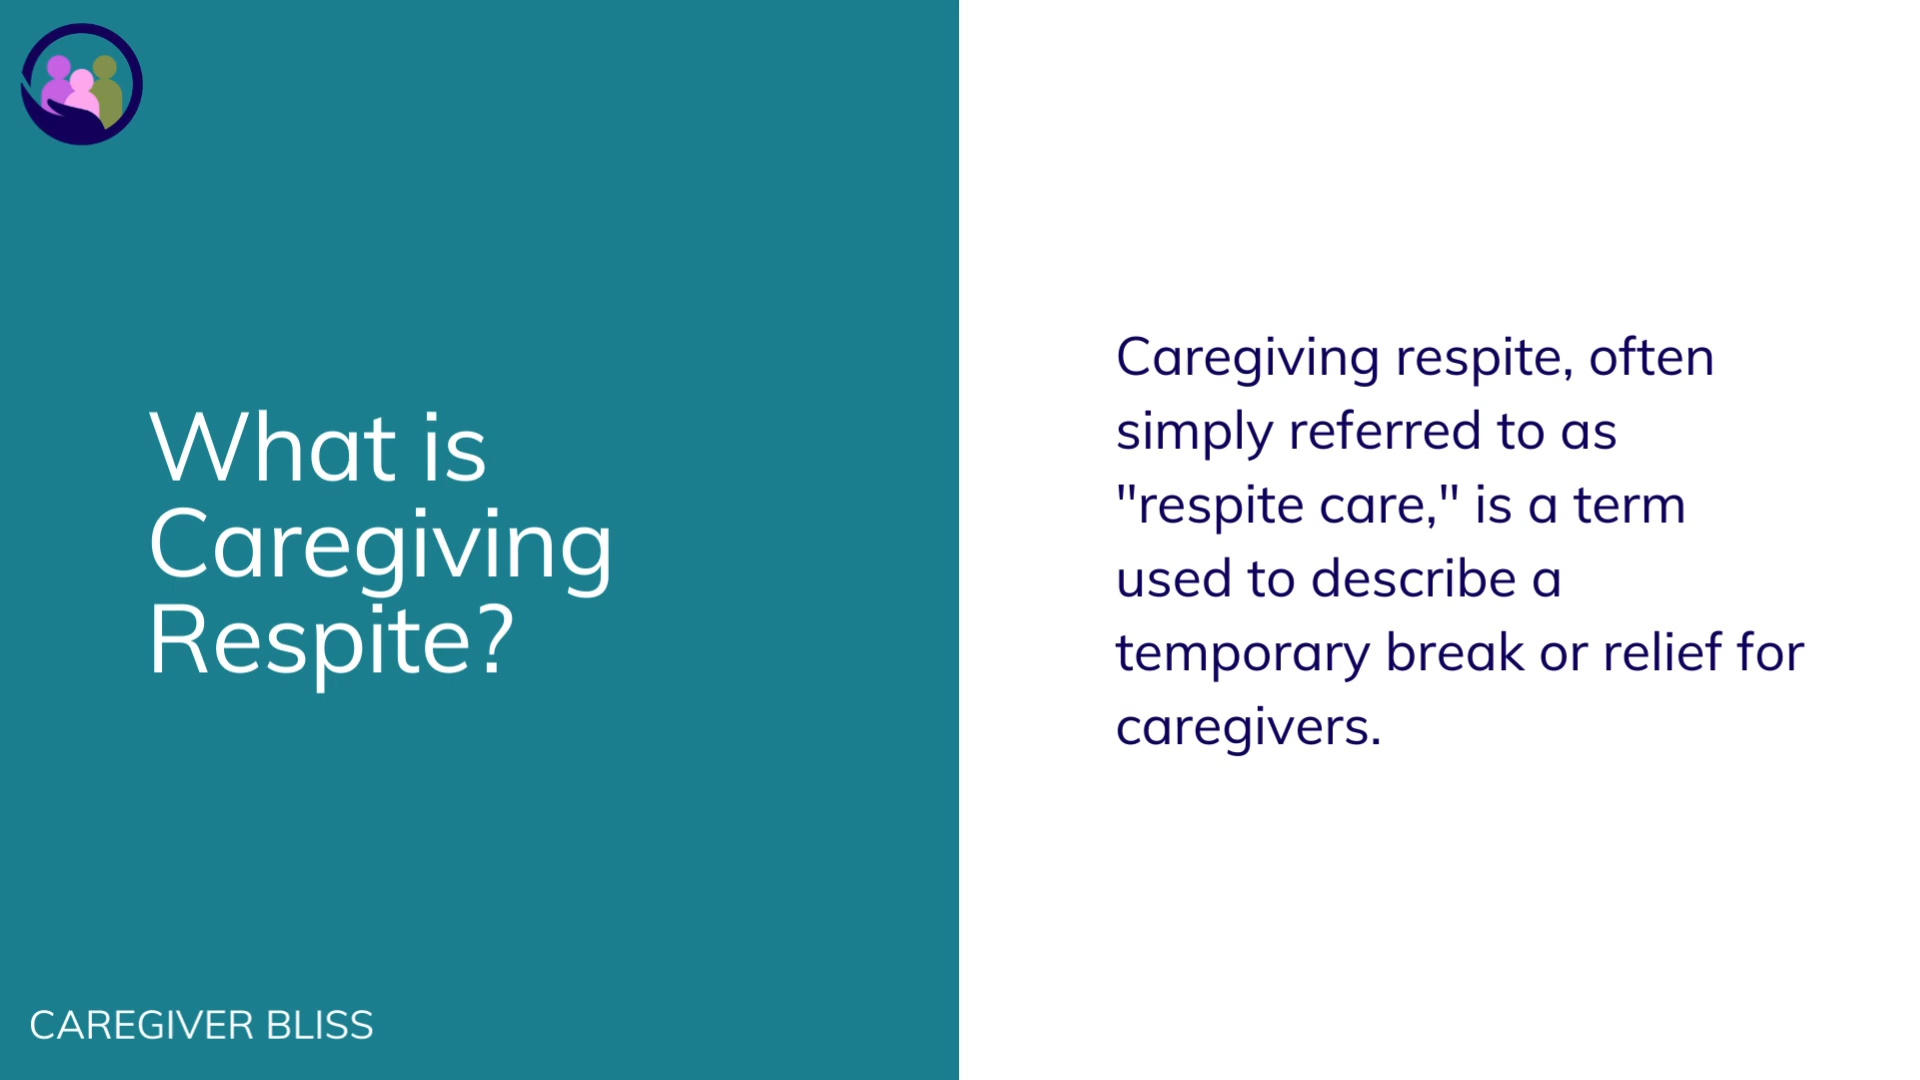 What is
Caregiving
Respite?
CAREGIVER BLISS
Caregiving respite, often
simply referred to as
"respite care," is a term
used to describe a
temporary break or relief for
caregivers.